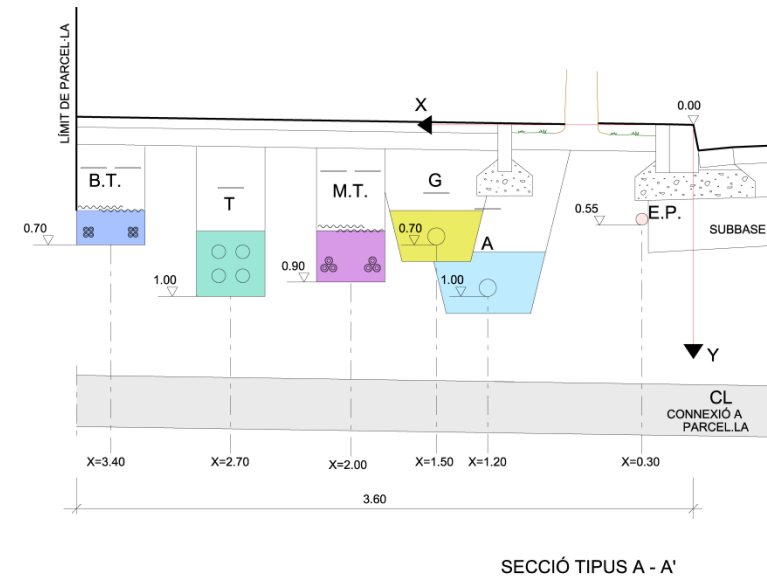 LÍMIT DE PARCEL·LA
X
0.00
B.T.
T
M.T.
G
A
E.P.
0.70
1.00
0.90
0.70
1.00
0.55
SUBBASE
Y
CL
CONNEXIÓ A
PARCEL.LA
X=3.40
X=2.70
X=2.00
X=1.50
X=1.20
X=0.30
3.60
SECCIÓ TIPUS A - A'